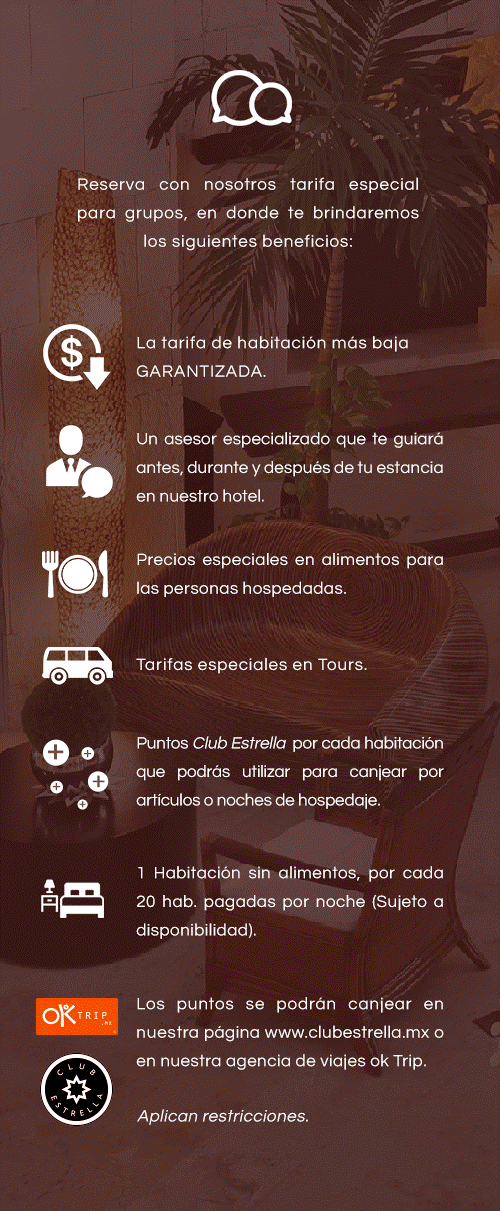 Reserva con nosotros tarifa especial
para grupos, en donde te brindaremos
los siguientes beneficios:
$
La tarifa de habitación más baja
GARANTIZADA.
Un asesor especializado que te guiará
antes, durante y después de tu estancia
en nuestro hotel.
Precios especiales en alimentos para
las personas hospedadas.
Tarifas especiales en Tours.
Puntos Club Estrella por cada habitación
que podrás utilizar para canjear por
artículos o noches de hospedaje.
1 Habitación sin alimentos, por cada
20 hab. pagadas por noche (Sujeto a
disponibilidad).
OK TRIP .MX
Los puntos se podrán canjear en
nuestra página www.clubestrella.mx o
en nuestra agencia de viajes ok Trip.
CLUB
ESTRELLA
Aplican restricciones.